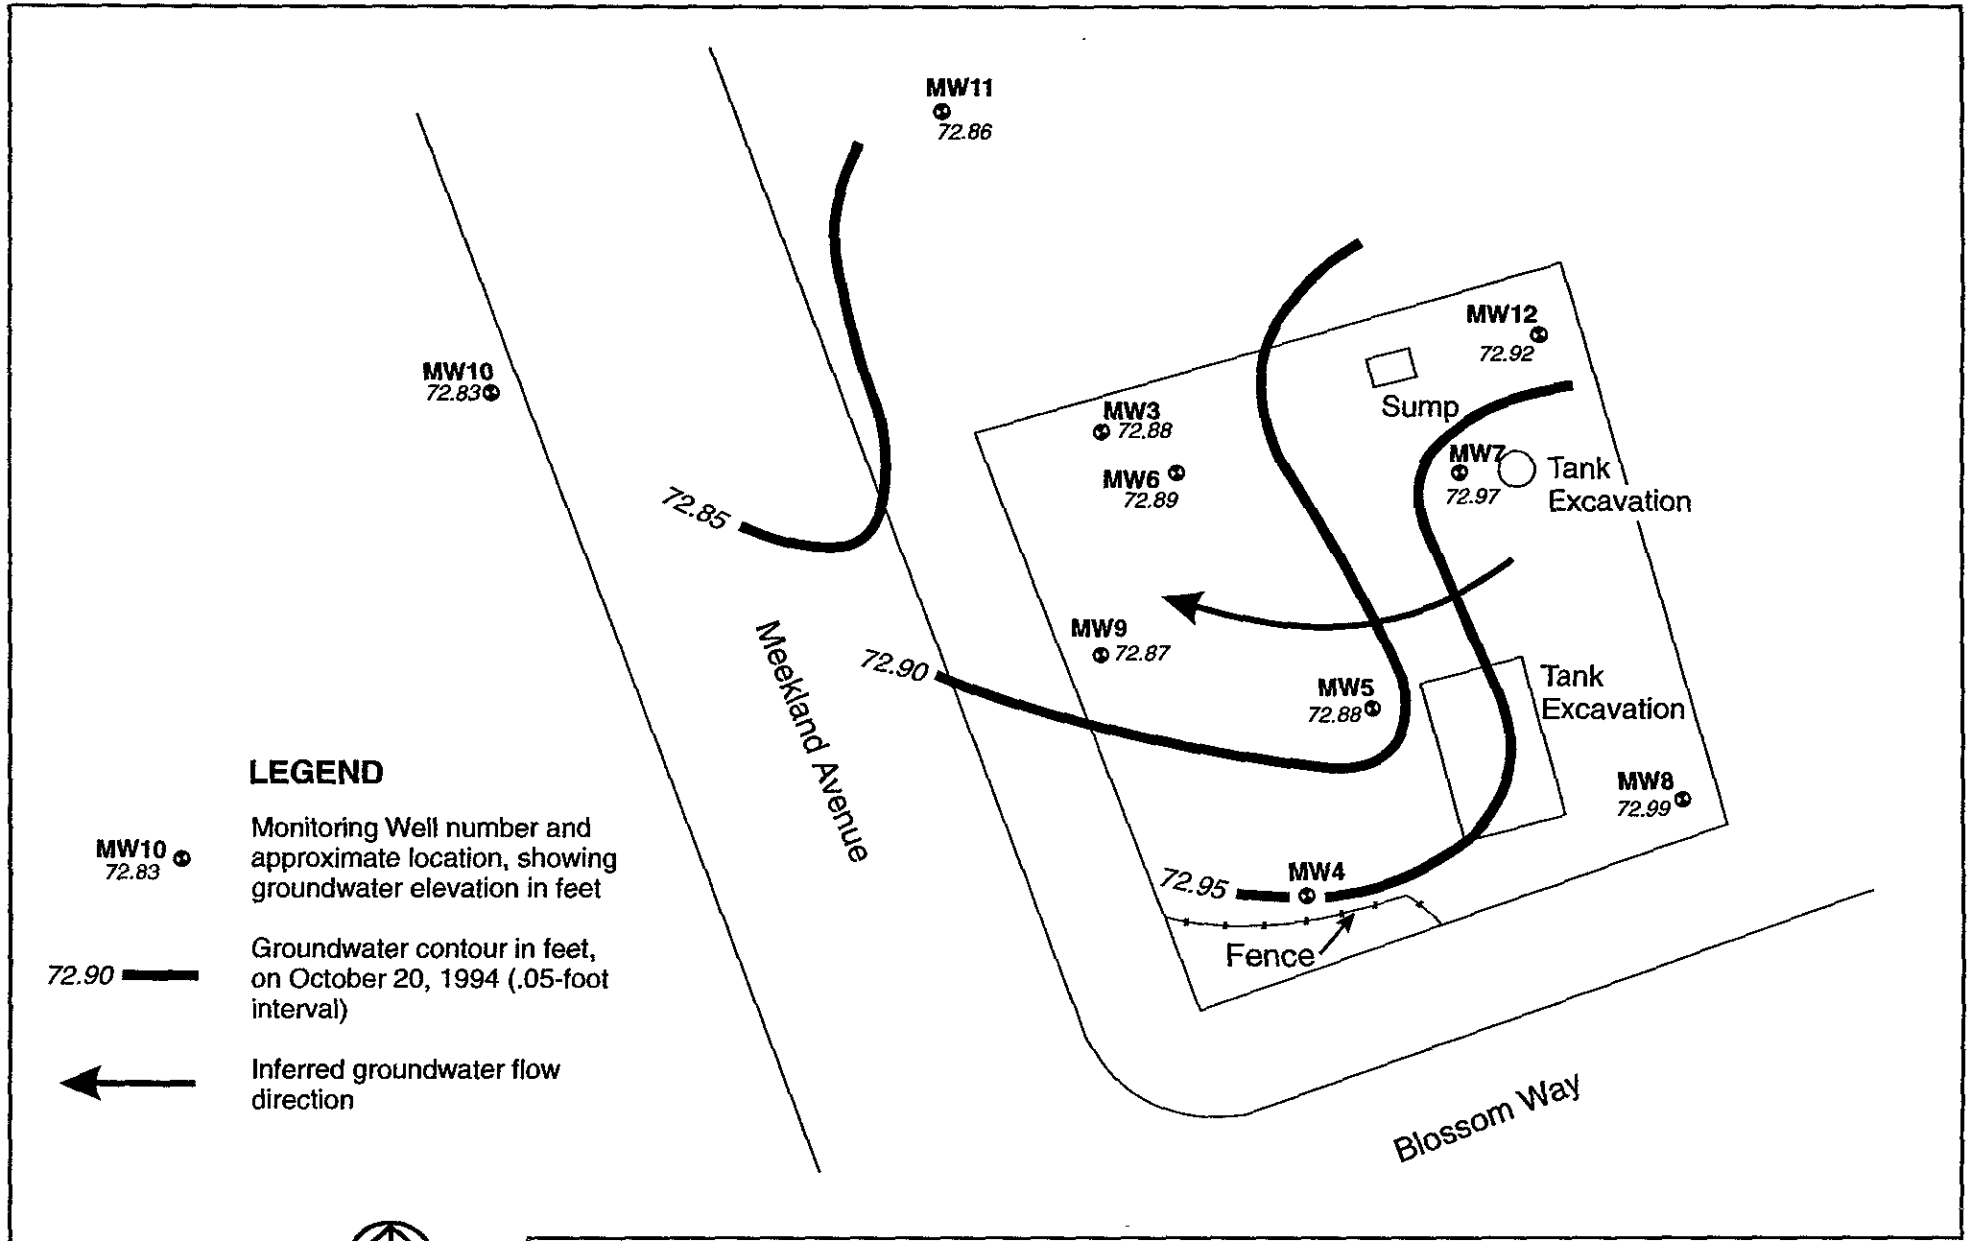 MW11
72.86
MW12
72.92
MW10
72.83
MW3
72.88
Sump
MW6
72.89
MW7
72.97
Tank
Excavation
72.85
MW9
72.87
72.90
Meekland Avenue
MW5
72.88
Tank
Excavation
MW8
72.99
MW4
72.95
Fence
Blossom Way
LEGEND
MW10
72.83
Monitoring Well number and
approximate location, showing
groundwater elevation in feet
72.90
Groundwater contour in feet,
on October 20, 1994 (.05-foot
interval)
Inferred groundwater flow
direction